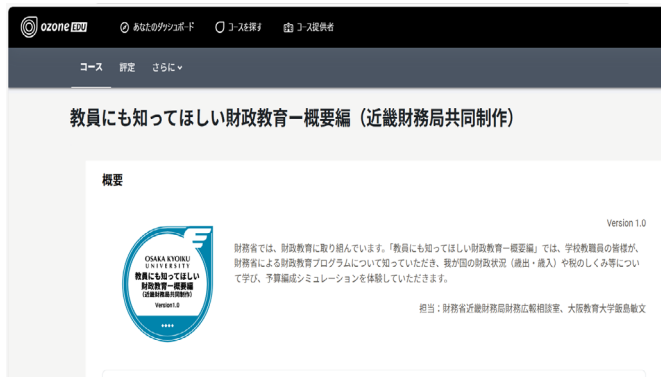 ozone EDU あなたのダッシュボード コースを探す コース提供者
コース 評定 さらに
教員にも知ってほしい財政教育ー概要編（近畿財務局共同制作）
概要
Version 1.0
OSAKA KYOIKU
UNIVERSITY
教員にも知ってほしい
財政教育ー概要編
(近畿財務局共同制作)
Version1.0
財務省では、財政教育に取り組んでいます。「教員にも知ってほしい財政教育ー概要編」では、学校教職員の皆様が、
財務省による財政教育プログラムについて知っていただき、我が国の財政状況（歳出・歳入）や税のしくみ等につい
て学び、予算編成シミュレーションを体験していただきます。
担当：財務省近畿財務局財務広報相談室、大阪教育大学飯島敏文